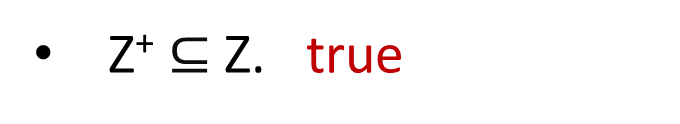 • Z⁺ ⊆ Z. true